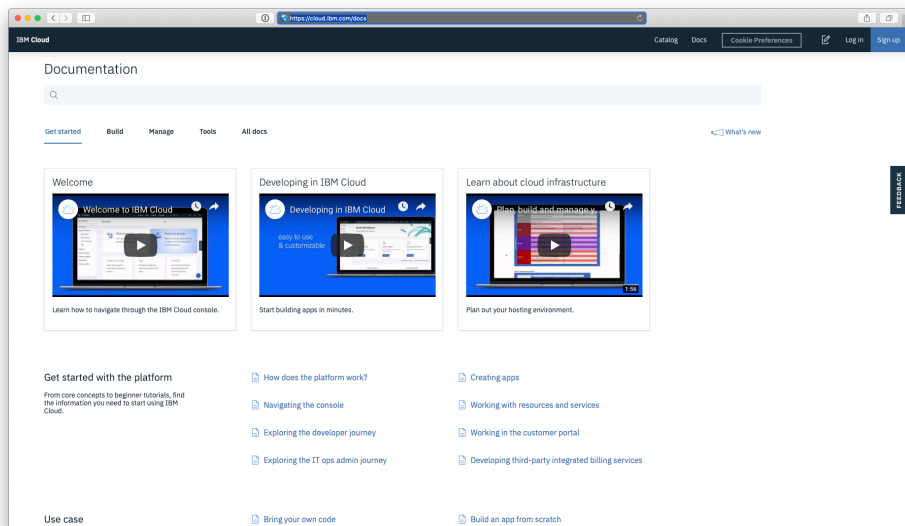 https://cloud.ibm.com/docs
IBM Cloud
Catalog Docs Cookie Preferences Log in Sign up
Documentation
Get started Build Manage Tools All docs
What's new
FEEDBACK
Welcome
Welcome to IBM Cloud
Learn how to navigate through the IBM Cloud console.
Developing in IBM Cloud
Developing in IBM Cloud
easy to use
& customizable
Start building apps in minutes.
Learn about cloud infrastructure
Plan, build and manage y...
1:56
Plan out your hosting environment.
Get started with the platform
From core concepts to beginner tutorials, find
the information you need to start using IBM
Cloud.
How does the platform work?
Navigating the console
Exploring the developer journey
Exploring the IT ops admin journey
Creating apps
Working with resources and services
Working in the customer portal
Developing third-party integrated billing services
Use case
Bring your own code
Build an app from scratch